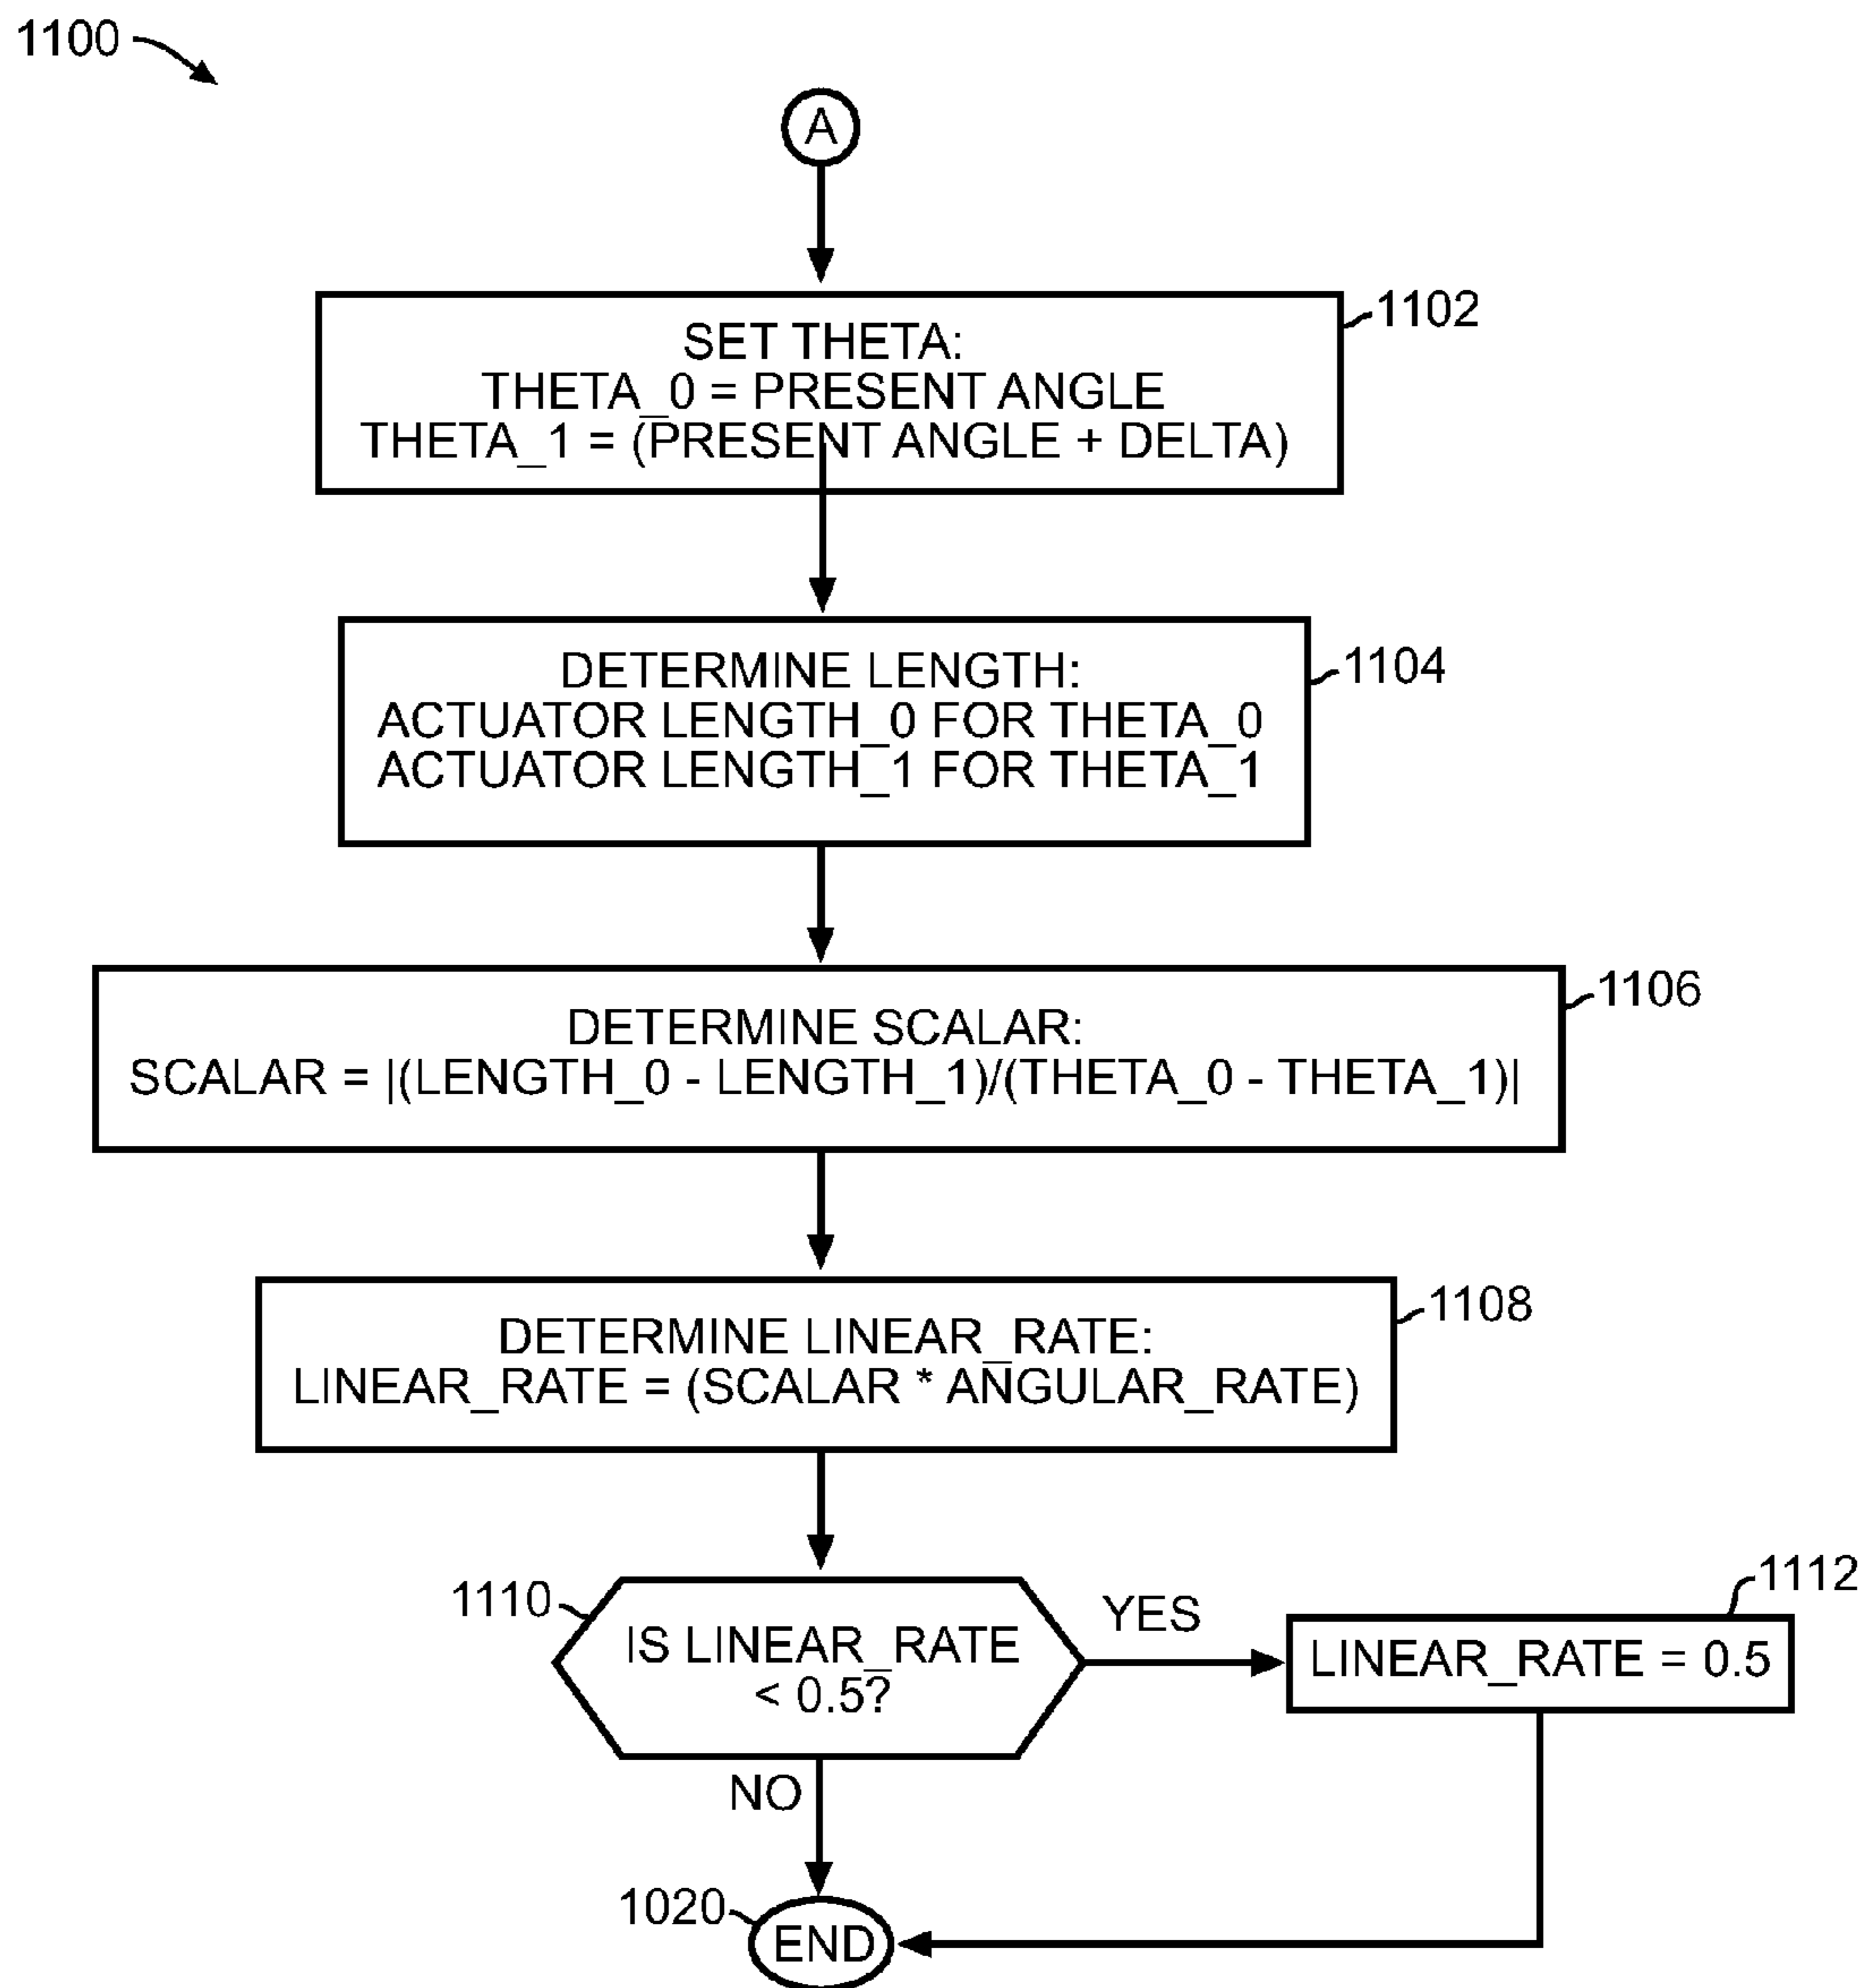 1100
A
1102
SET THETA:
THETA_0 = PRESENT ANGLE
THETA_1 = (PRESENT ANGLE + DELTA)
1104
DETERMINE LENGTH:
ACTUATOR LENGTH_0 FOR THETA_0
ACTUATOR LENGTH_1 FOR THETA_1
1106
DETERMINE SCALAR:
SCALAR = |(LENGTH_0 - LENGTH_1)/(THETA_0 - THETA_1)|
1108
DETERMINE LINEAR_RATE:
LINEAR_RATE = (SCALAR * ANGULAR_RATE)
1110
IS LINEAR_RATE
< 0.5?
YES
1112
LINEAR_RATE = 0.5
NO
1020
END